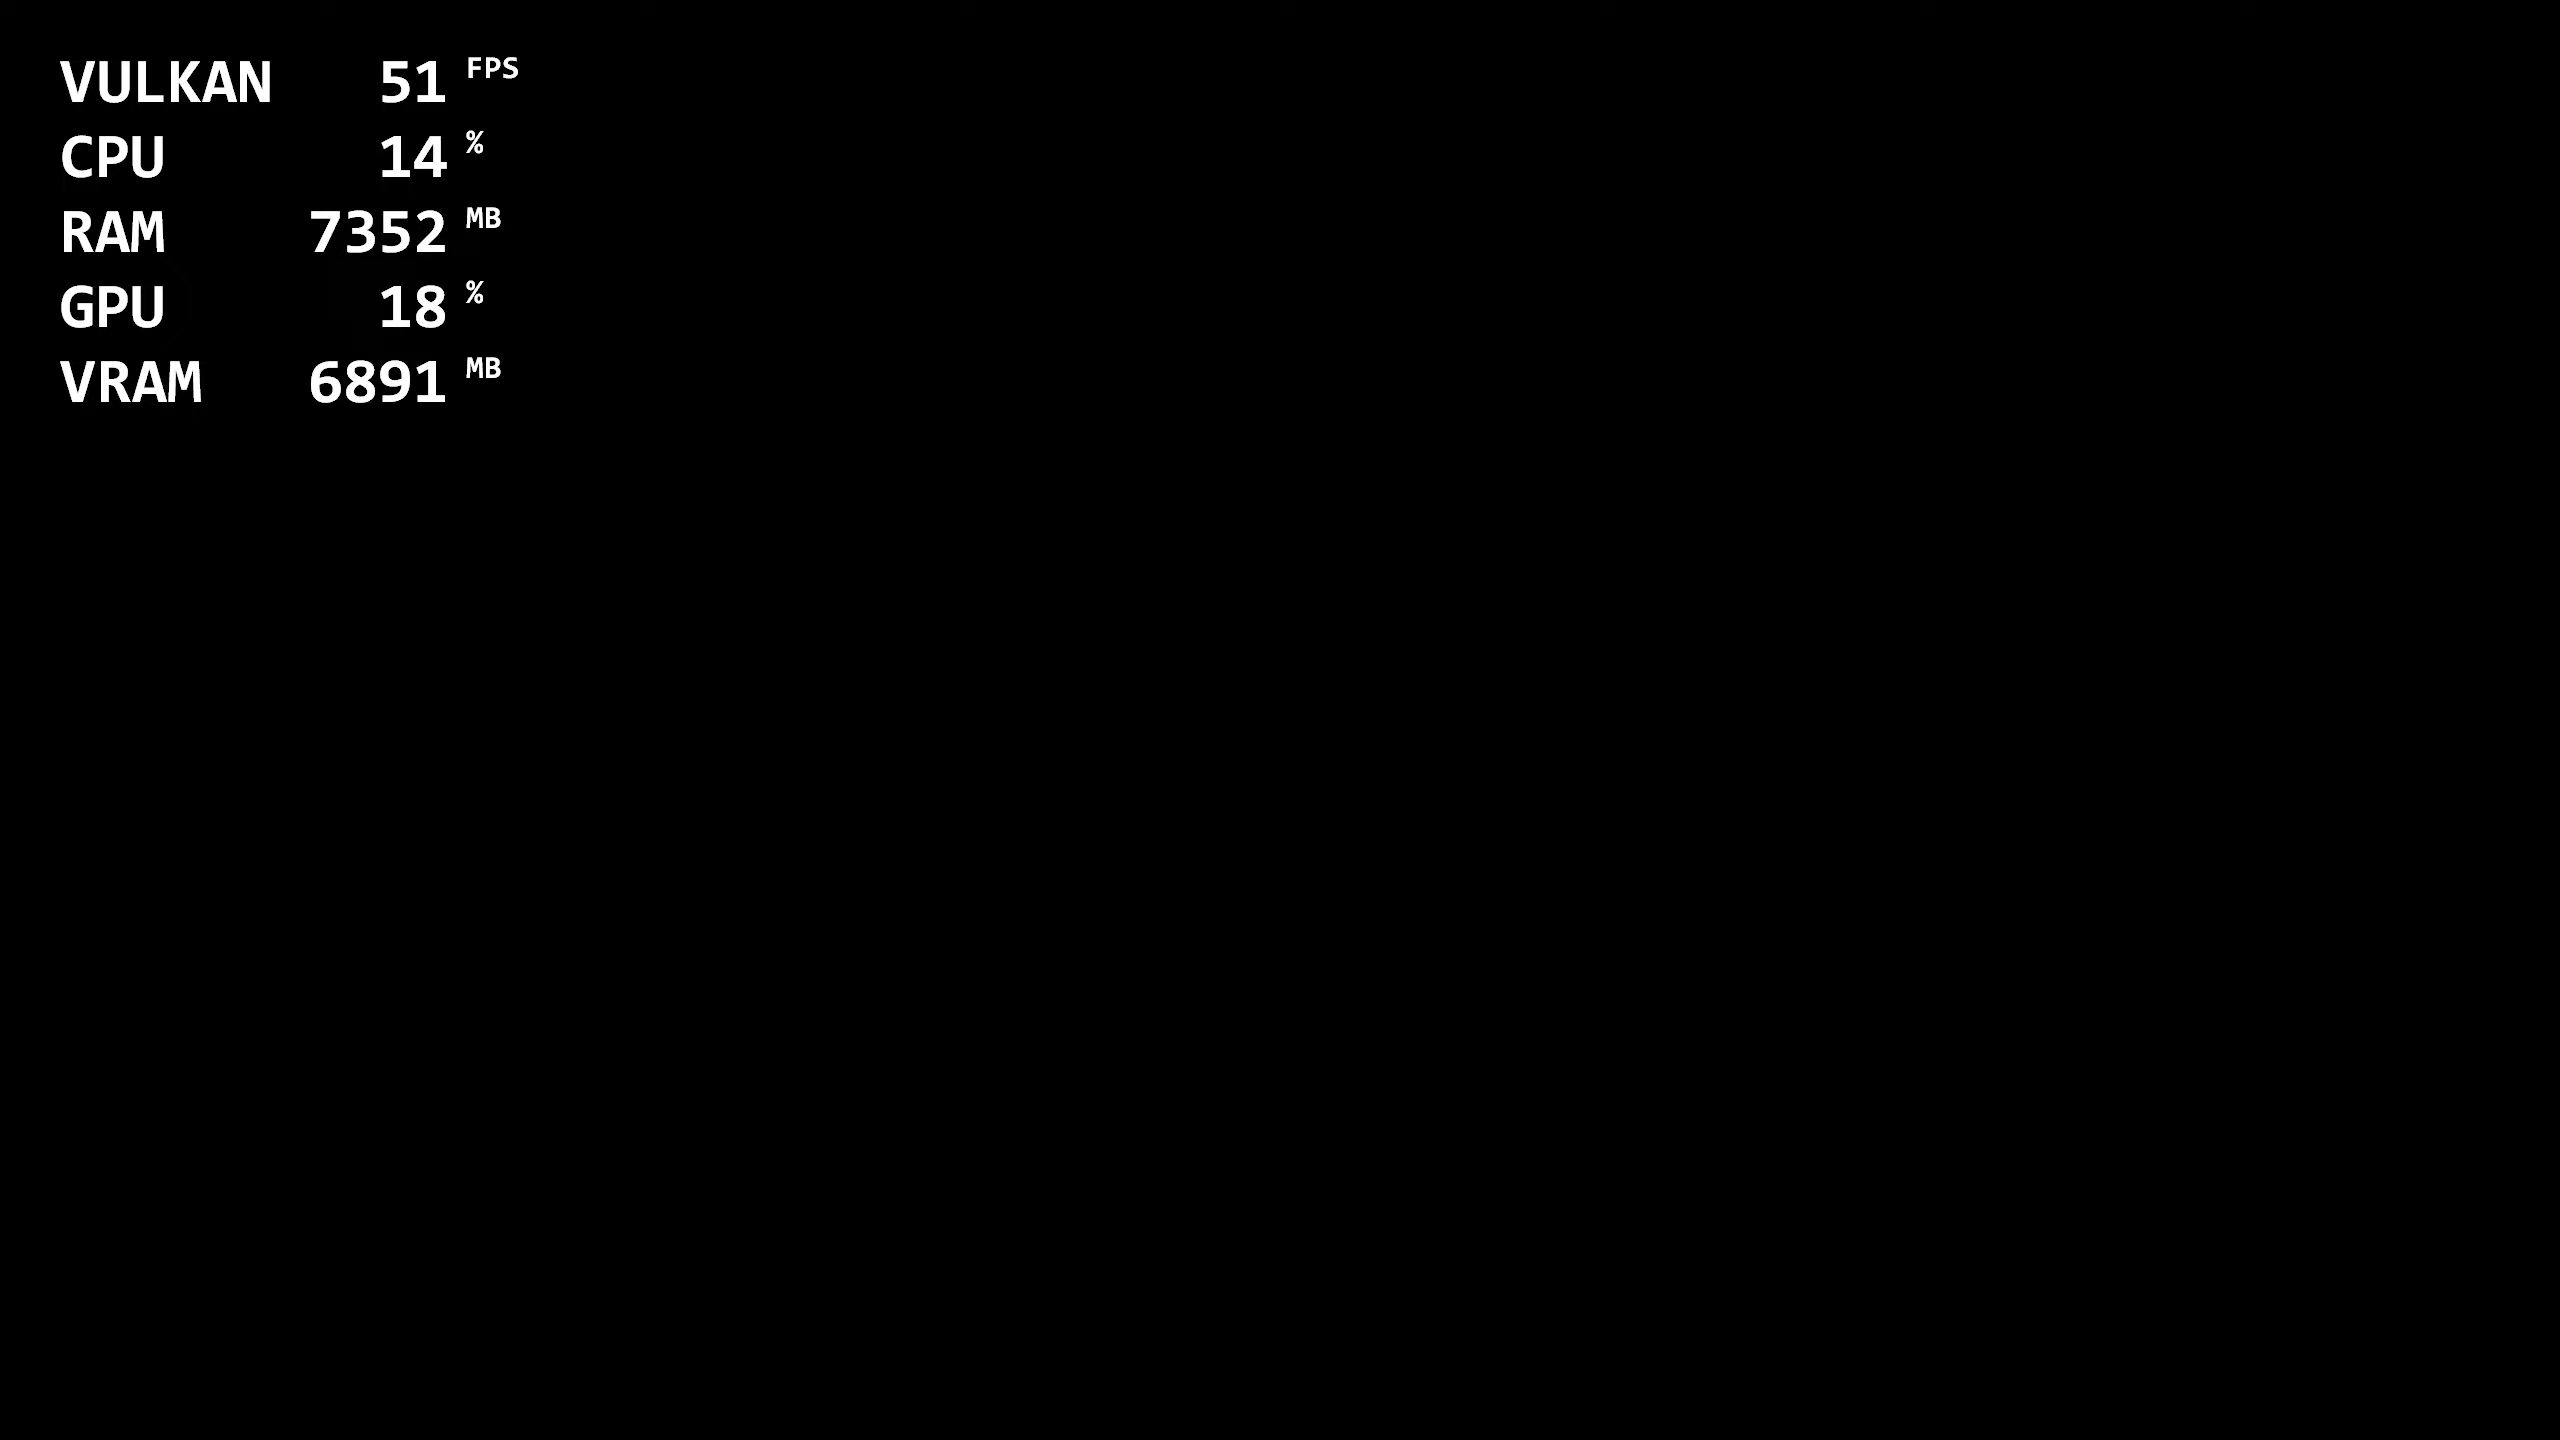 VULKAN 51 FPS
CPU 14 %
RAM 7352 MB
GPU 18 %
VRAM 6891 MB